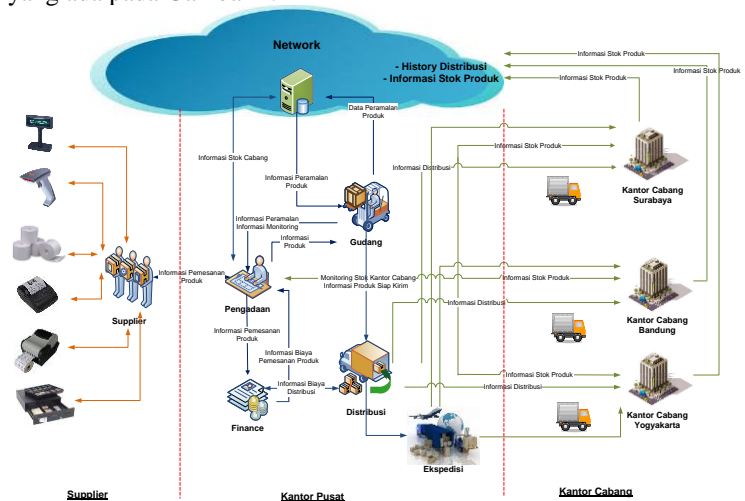 Network
- History Distribusi
- Informasi Stok Produk
Informasi Stok Produk
Informasi Stok Produk
Informasi Stok Produk
Data Peramalan
Produk
Informasi Stok Cabang
Informasi Stok Produk
Informasi Distribusi
Informasi Peramalan
Produk
Kantor Cabang
Surabaya
Informasi Peramalan
Informasi Monitoring
Gudang
Informasi
Produk
Informasi Pemesanan
Produk
Monitoring Stok Kantor Cabang
Informasi Produk Siap Kirim
Informasi Stok Produk
Supplier
Pengadaan
Informasi Distribusi
Kantor Cabang
Bandung
Informasi Pemesanan
Produk
Informasi Biaya
Pemesanan Produk
Informasi Stok Produk
Informasi Biaya
Distribusi
Informasi Distribusi
Finance
Distribusi
Kantor Cabang
Yogyakarta
Ekspedisi
Supplier
Kantor Pusat
Kantor Cabang